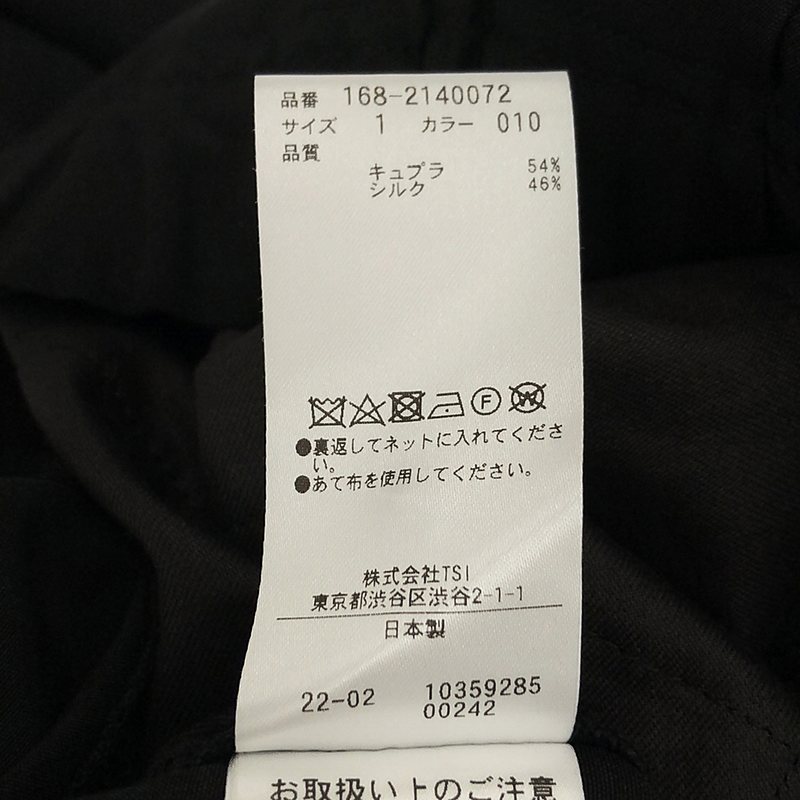 品番 168-2140072
サイズ 1 カラー 010
品質
キュプラ 54%
シルク 46%
F W
●裏返してネットに入れてくださ
い。
●あて布を使用してください。
株式会社TSI
東京都渋谷区渋谷2-1-1
日本製
22-02 10359285
00242
お取扱い上のご注意